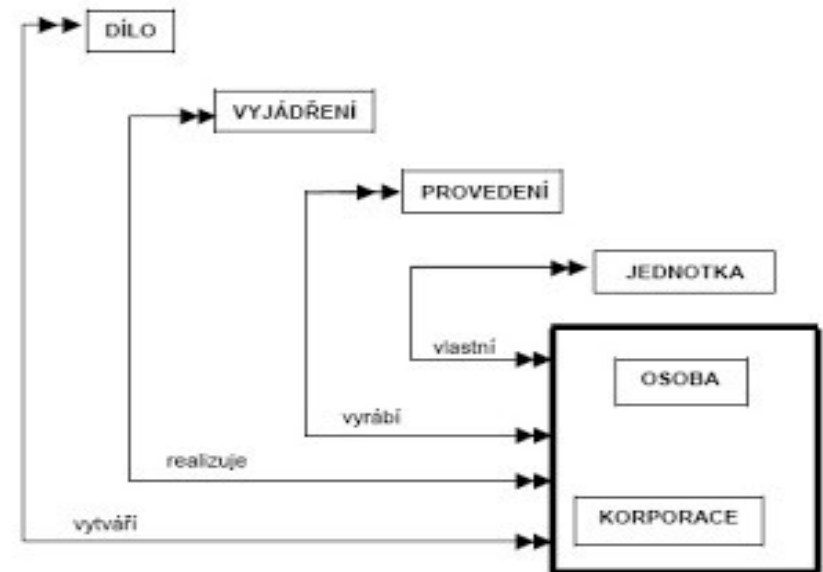 DÍLO
VYJÁDŘENÍ
PROVEDENÍ
JEDNOTKA
vlastní
OSOBA
vyrábí
realizuje
KORPORACE
vytváří